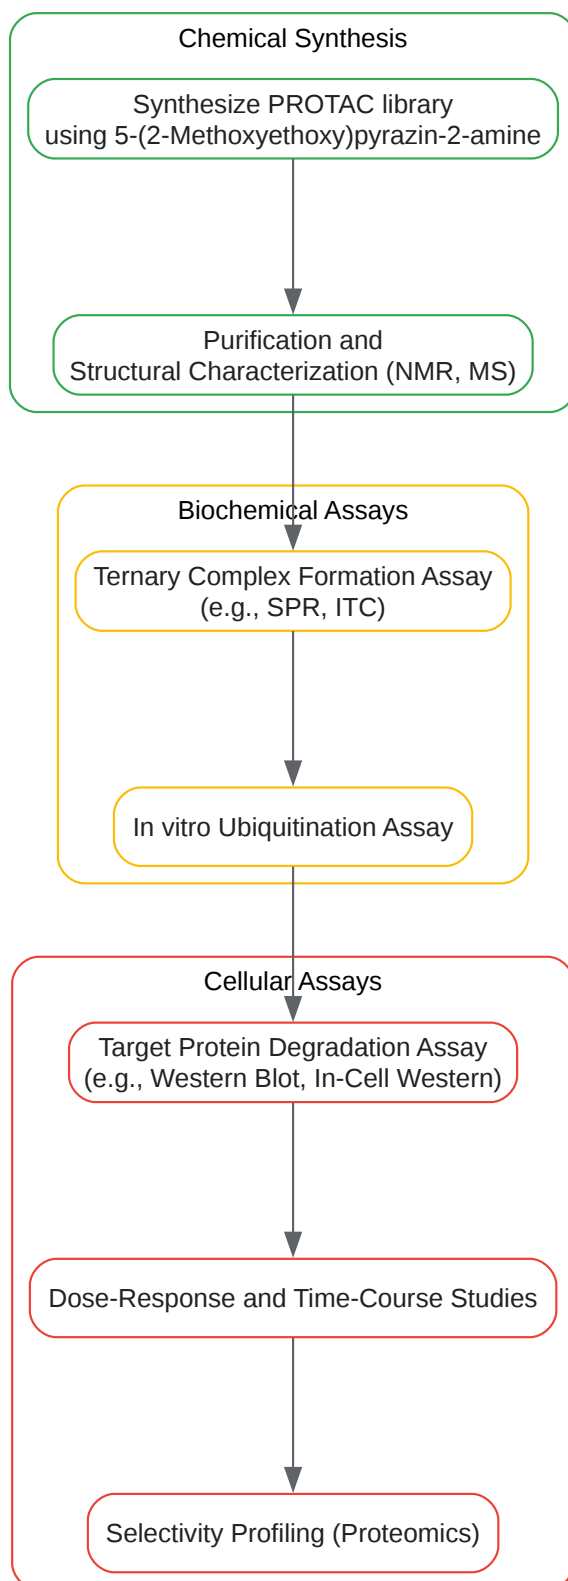 Chemical Synthesis
Synthesize PROTAC library
using 5-(2-Methoxyethoxy)pyrazin-2-amine
Purification and
Structural Characterization (NMR, MS)
Biochemical Assays
Ternary Complex Formation Assay
(e.g., SPR, ITC)
In vitro Ubiquitination Assay
Cellular Assays
Target Protein Degradation Assay
(e.g., Western Blot, In-Cell Western)
Dose-Response and Time-Course Studies
Selectivity Profiling (Proteomics)